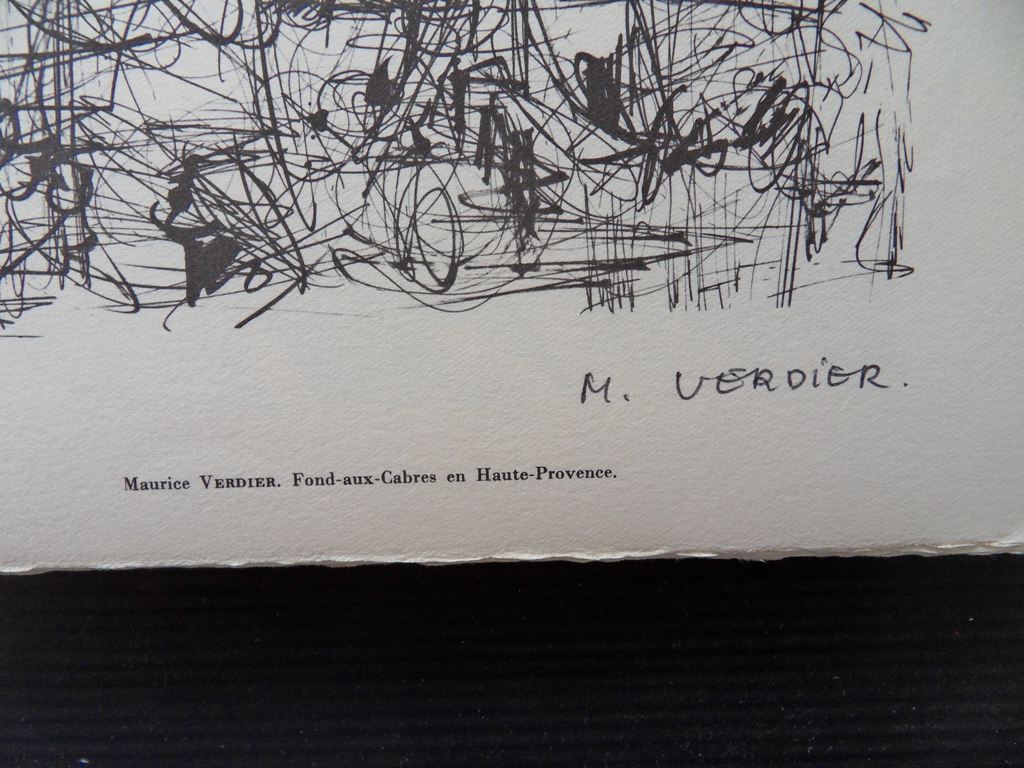 M. VERDIER.
Maurice VERDIER. Fond-aux-Cabres en Haute-Provence.